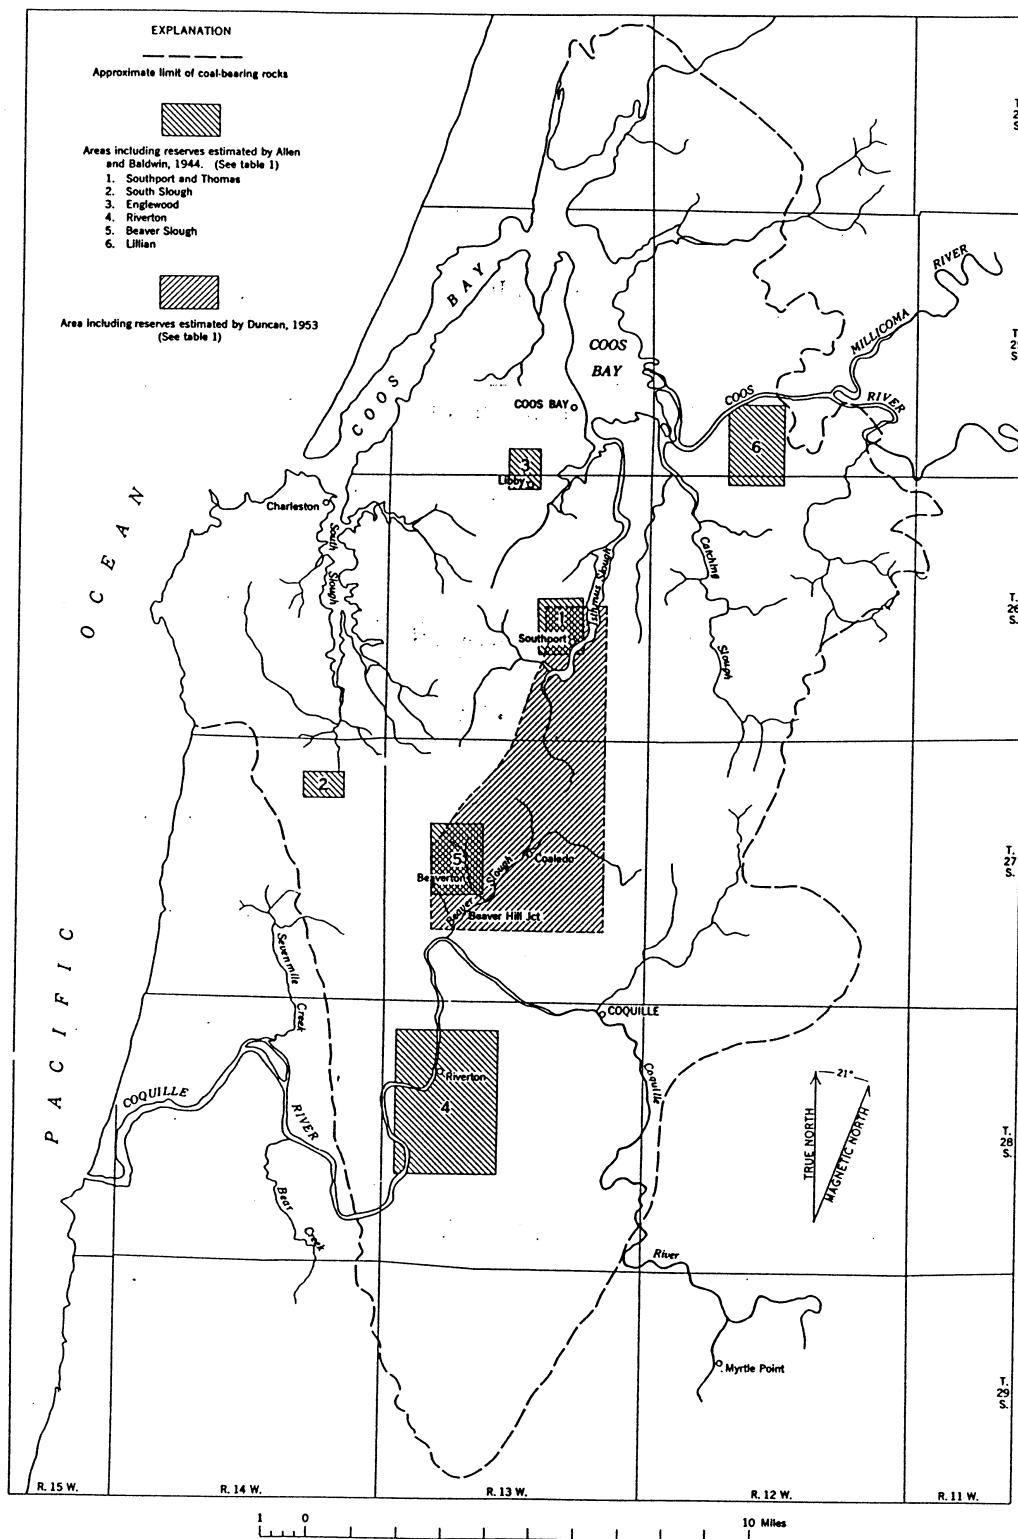 EXPLANATION
Approximate limit of coal-bearing rocks
Areas including reserves estimated by Allen
and Baldwin, 1944. (See table 1)
1. Southport and Thomas
2. South Slough
3. Englewood
4. Riverton
5. Beaver Slough
6. Lillian
Area including reserves estimated by Duncan, 1953
(See table 1)
COOS BAY
COOS
BAY
COOS BAY
RIVER
MILLICOMA
COOS
RIVER
6
3
Libby
Charleston
South
Slough
Catching
Slough
Isthmus Slough
1
Southport
OCEAN
PACIFIC
2
5
Beaverton
Coaledo
Beaver Slough
Beaver Hill Jct
Sevenmile
Creek
COQUILLE
Coquille
River
COQUILLE
RIVER
Riverton
4
Bear
Creek
Myrtle Point
21°
TRUE NORTH
MAGNETIC NORTH
T.
26
S.
T.
27
S.
T.
28
S.
T.
29
S.
R. 15 W.
R. 14 W.
R. 13 W.
R. 12 W.
R. 11 W.
1 0 10 Miles